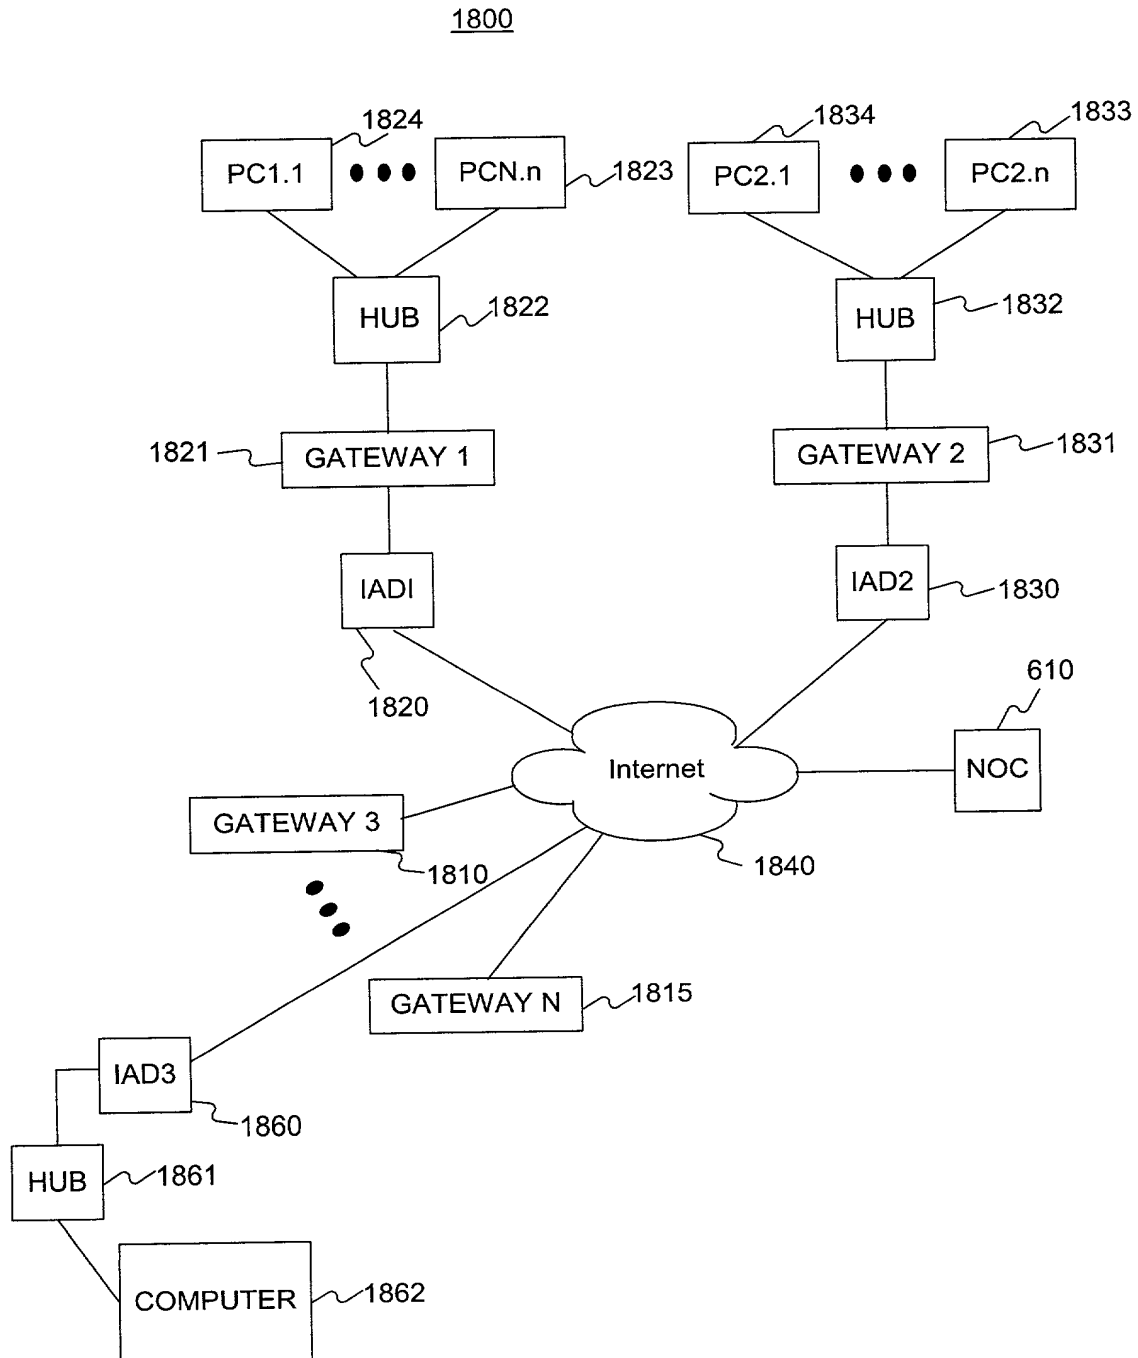 1800
1824
1834
1833
PC1.1
PCN.n
1823
PC2.1
PC2.n
HUB
1822
HUB
1832
1821
GATEWAY 1
GATEWAY 2
1831
IADI
IAD2
1830
1820
610
Internet
NOC
GATEWAY 3
1810
1840
GATEWAY N
1815
IAD3
1860
HUB
1861
COMPUTER
1862